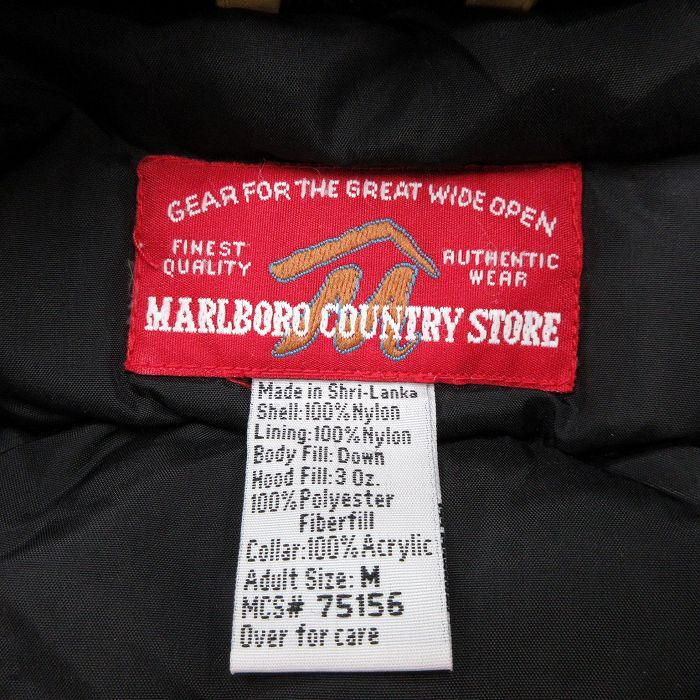 GEAR FOR THE GREAT WIDE OPEN
FINEST QUALITY
AUTHENTIC WEAR
M
MARLBORO COUNTRY STORE
Made in Shri-Lanka
Shell:100%Nylon
Lining:100%Nylon
Body Fill: Down
Hood Fill:3 Oz.
100%Polyester
Fiberfill
Collar:100%Acrylic
Adult Size: M
MCS# 75156
Over for care